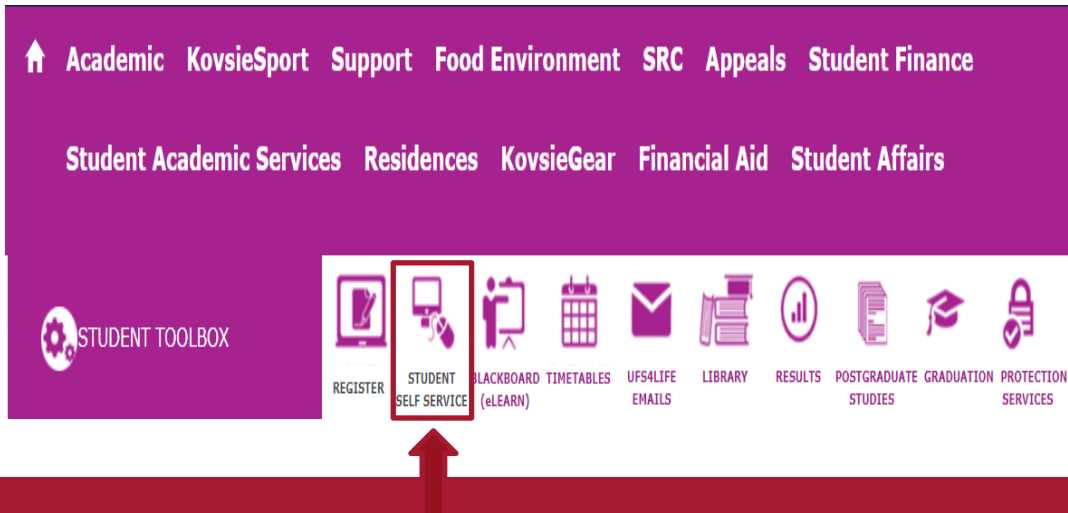 Academic KovsieSport Support Food Environment SRC Appeals Student Finance
Student Academic Services Residences KovsieGear Financial Aid Student Affairs
STUDENT TOOLBOX
REGISTER
STUDENT
SELF SERVICE
LACKBOARD
(eLEARN)
TIMETABLES
UFS4LIFE
EMAILS
LIBRARY
RESULTS
POSTGRADUATE
STUDIES
GRADUATION
PROTECTION
SERVICES